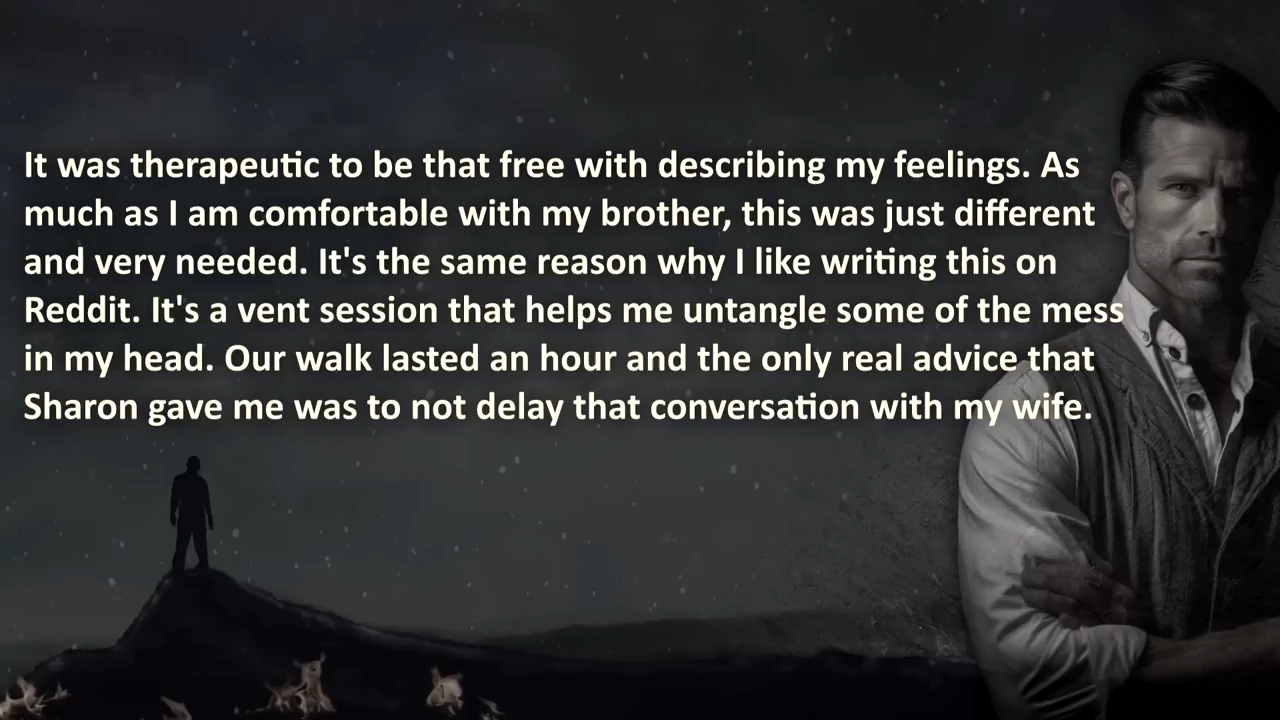 It was therapeutic to be that free with describing my feelings. As
much as I am comfortable with my brother, this was just different
and very needed. It's the same reason why I like writing this on
Reddit. It's a vent session that helps me untangle some of the mess
in my head. Our walk lasted an hour and the only real advice that
Sharon gave me was to not delay that conversation with my wife.